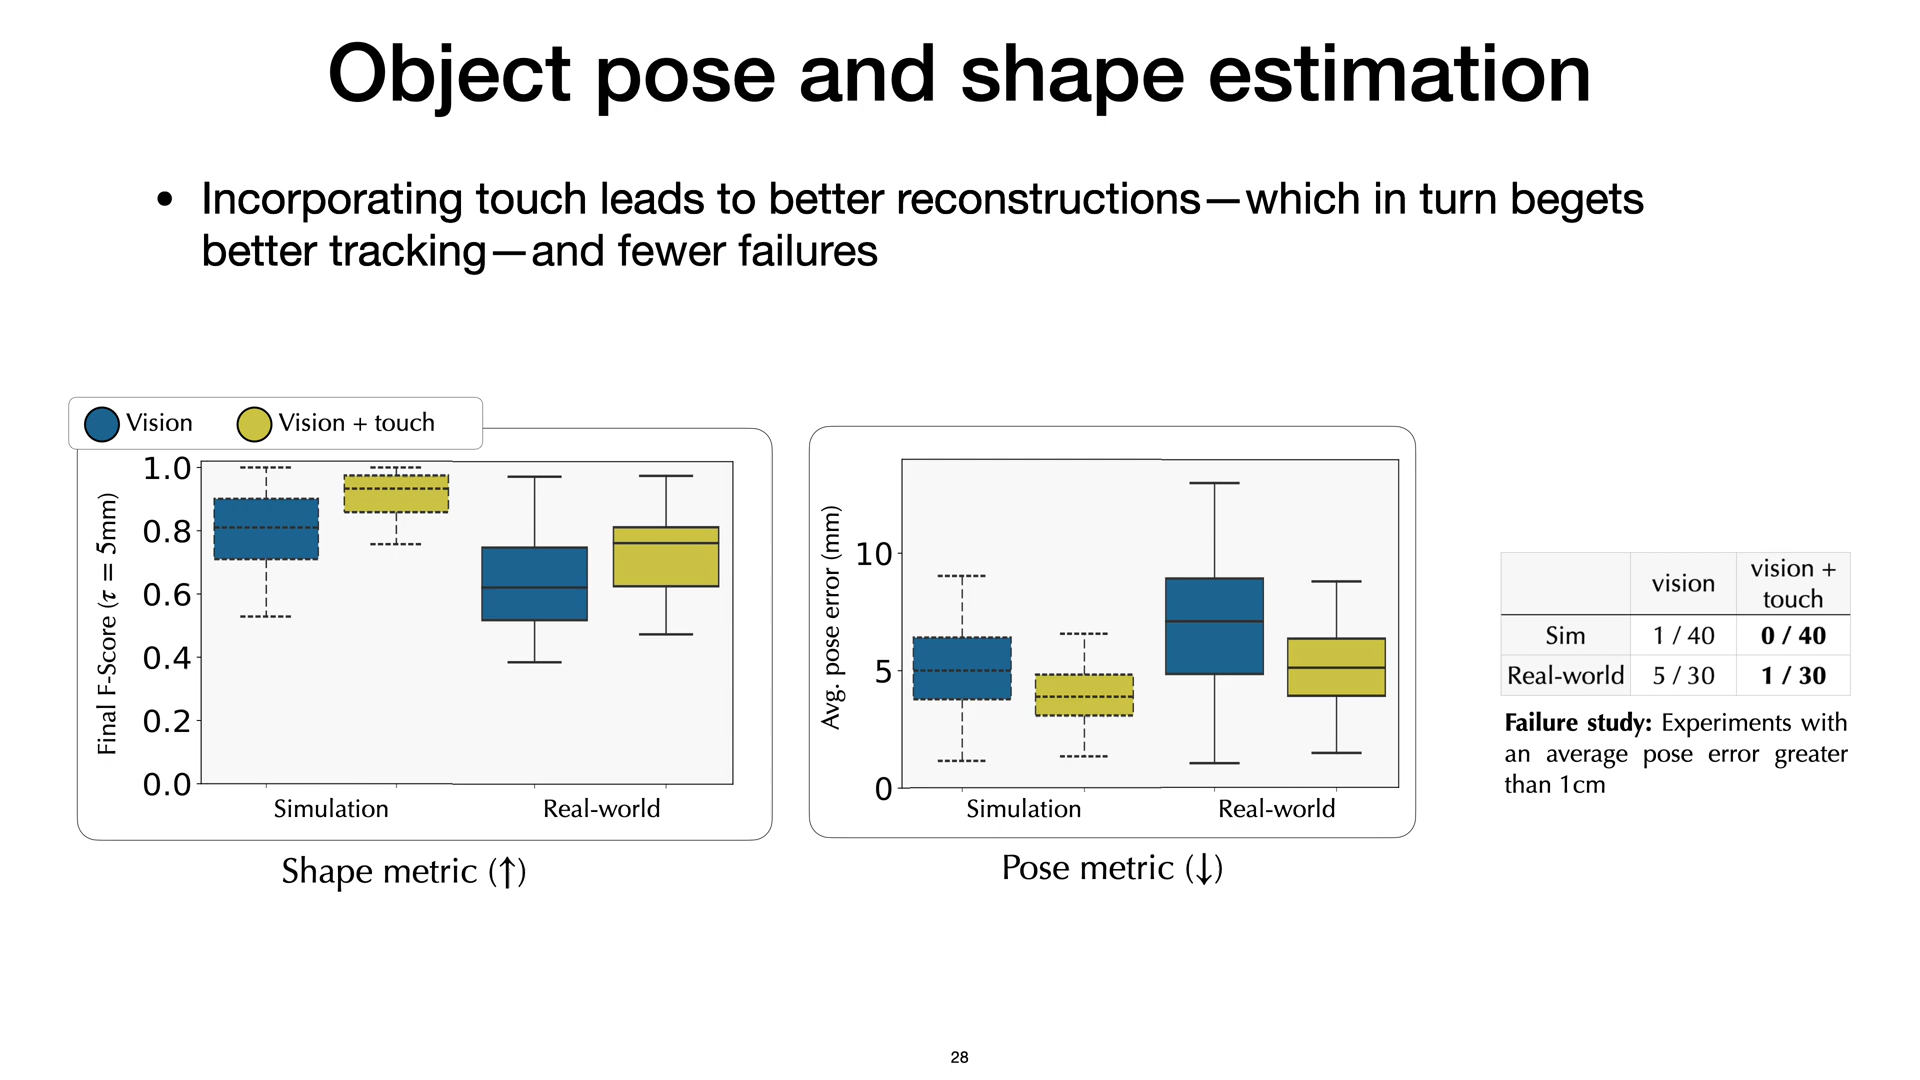 Object pose and shape estimation
• Incorporating touch leads to better reconstructions—which in turn begets
better tracking—and fewer failures
Vision
Vision + touch
Final F-Score (τ = 5mm)
1.0
0.8
0.6
0.4
0.2
0.0
Simulation
Real-world
Shape metric (↑)
Avg. pose error (mm)
10
5
0
Simulation
Real-world
Pose metric (↓)
vision
vision +
touch
Sim
1 / 40
0 / 40
Real-world
5 / 30
1 / 30
Failure study: Experiments with
an average pose error greater
than 1cm
28